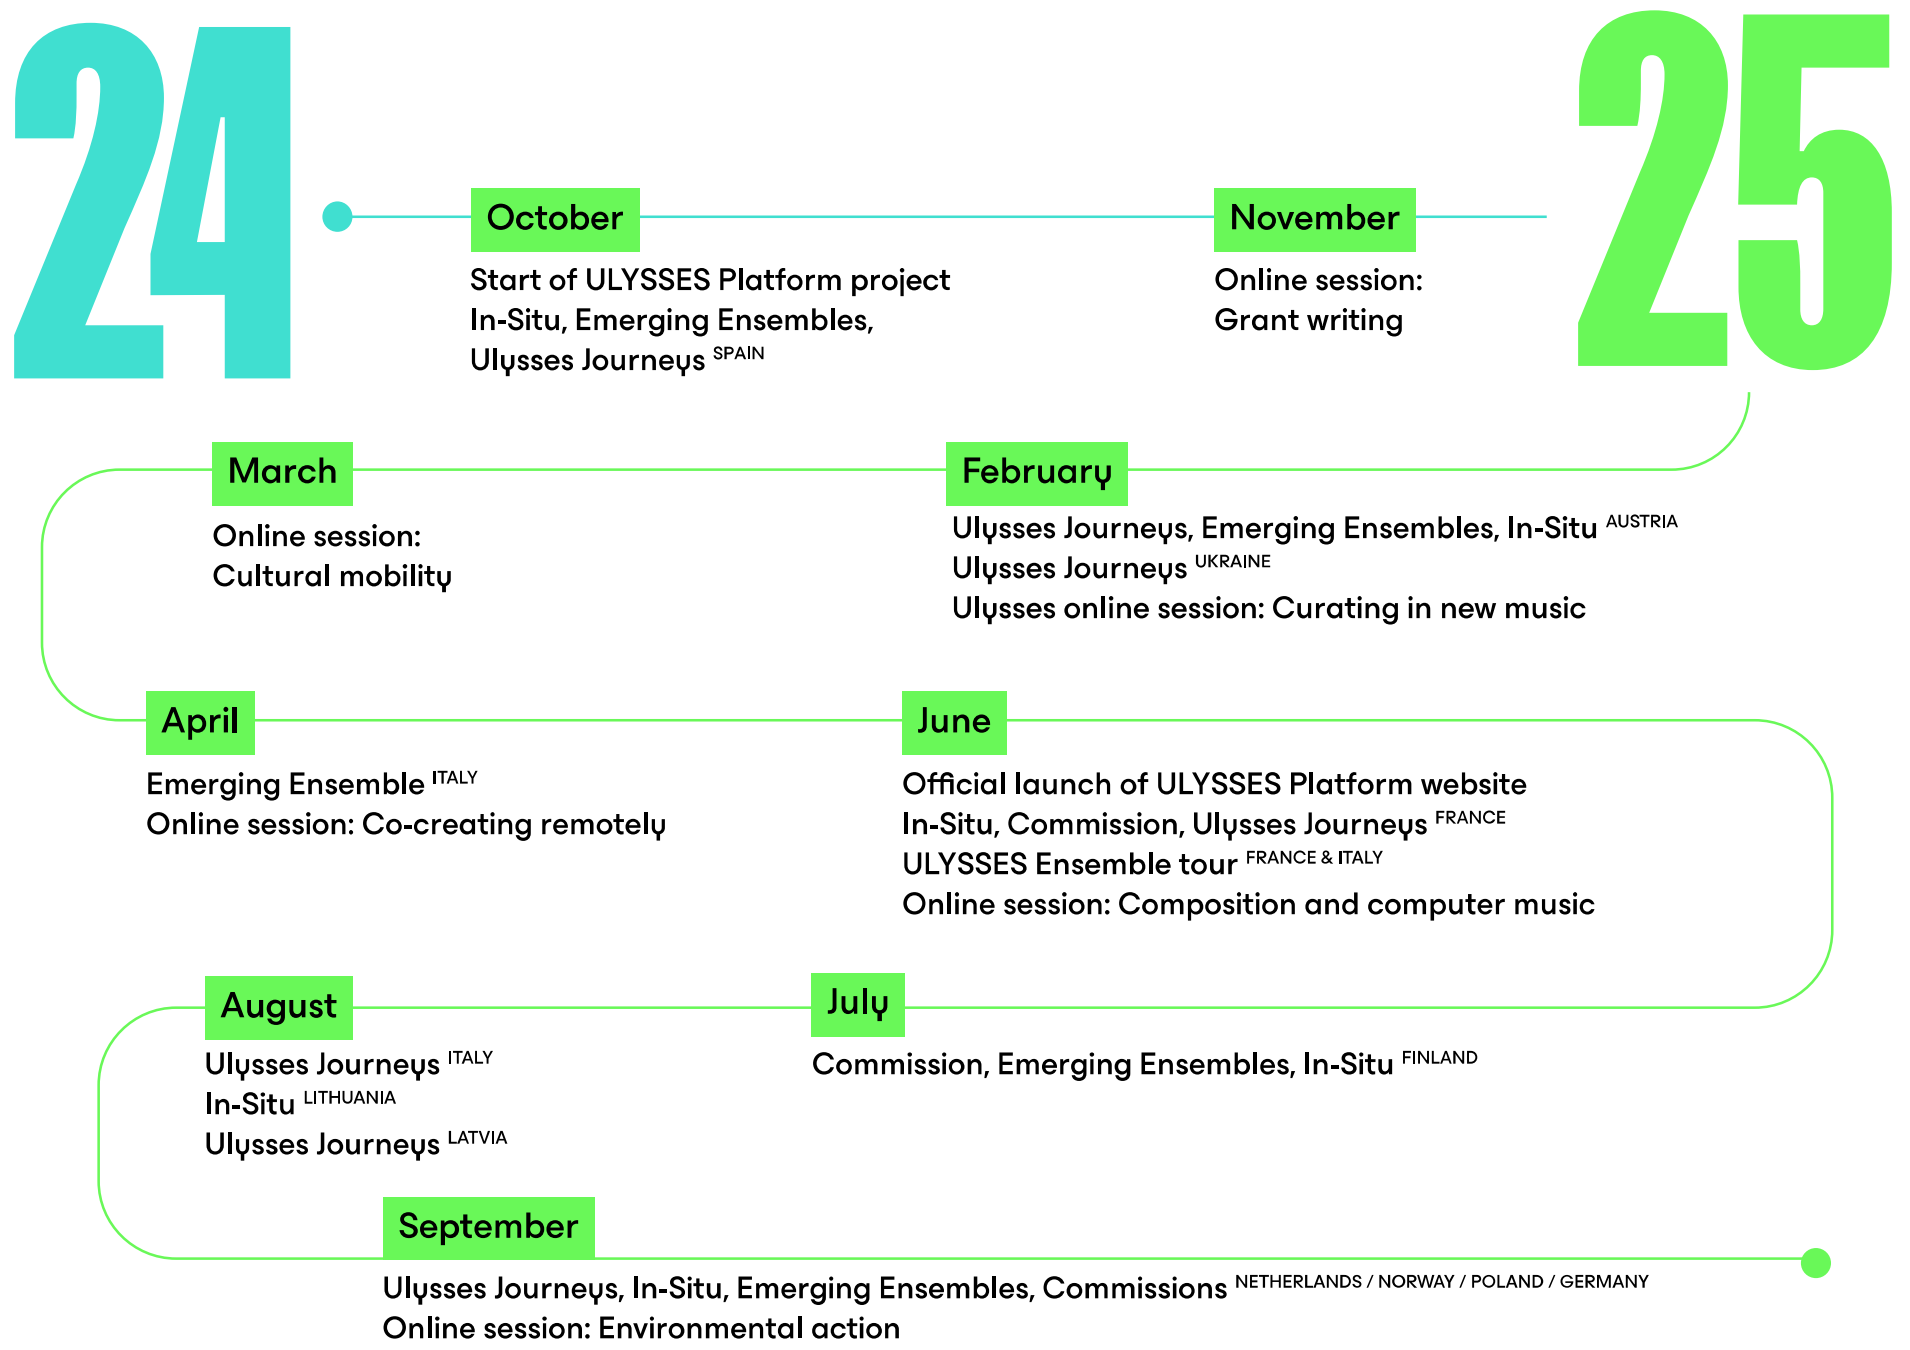 24
25
October
Start of ULYSSES Platform project
In-Situ, Emerging Ensembles,
Ulysses Journeys SPAIN
November
Online session:
Grant writing
February
Ulysses Journeys, Emerging Ensembles, In-Situ AUSTRIA
Ulysses Journeys UKRAINE
Ulysses online session: Curating in new music
March
Online session:
Cultural mobility
April
Emerging Ensemble ITALY
Online session: Co-creating remotely
June
Official launch of ULYSSES Platform website
In-Situ, Commission, Ulysses Journeys FRANCE
ULYSSES Ensemble tour FRANCE & ITALY
Online session: Composition and computer music
July
Commission, Emerging Ensembles, In-Situ FINLAND
August
Ulysses Journeys ITALY
In-Situ LITHUANIA
Ulysses Journeys LATVIA
September
Ulysses Journeys, In-Situ, Emerging Ensembles, Commissions NETHERLANDS / NORWAY / POLAND / GERMANY
Online session: Environmental action